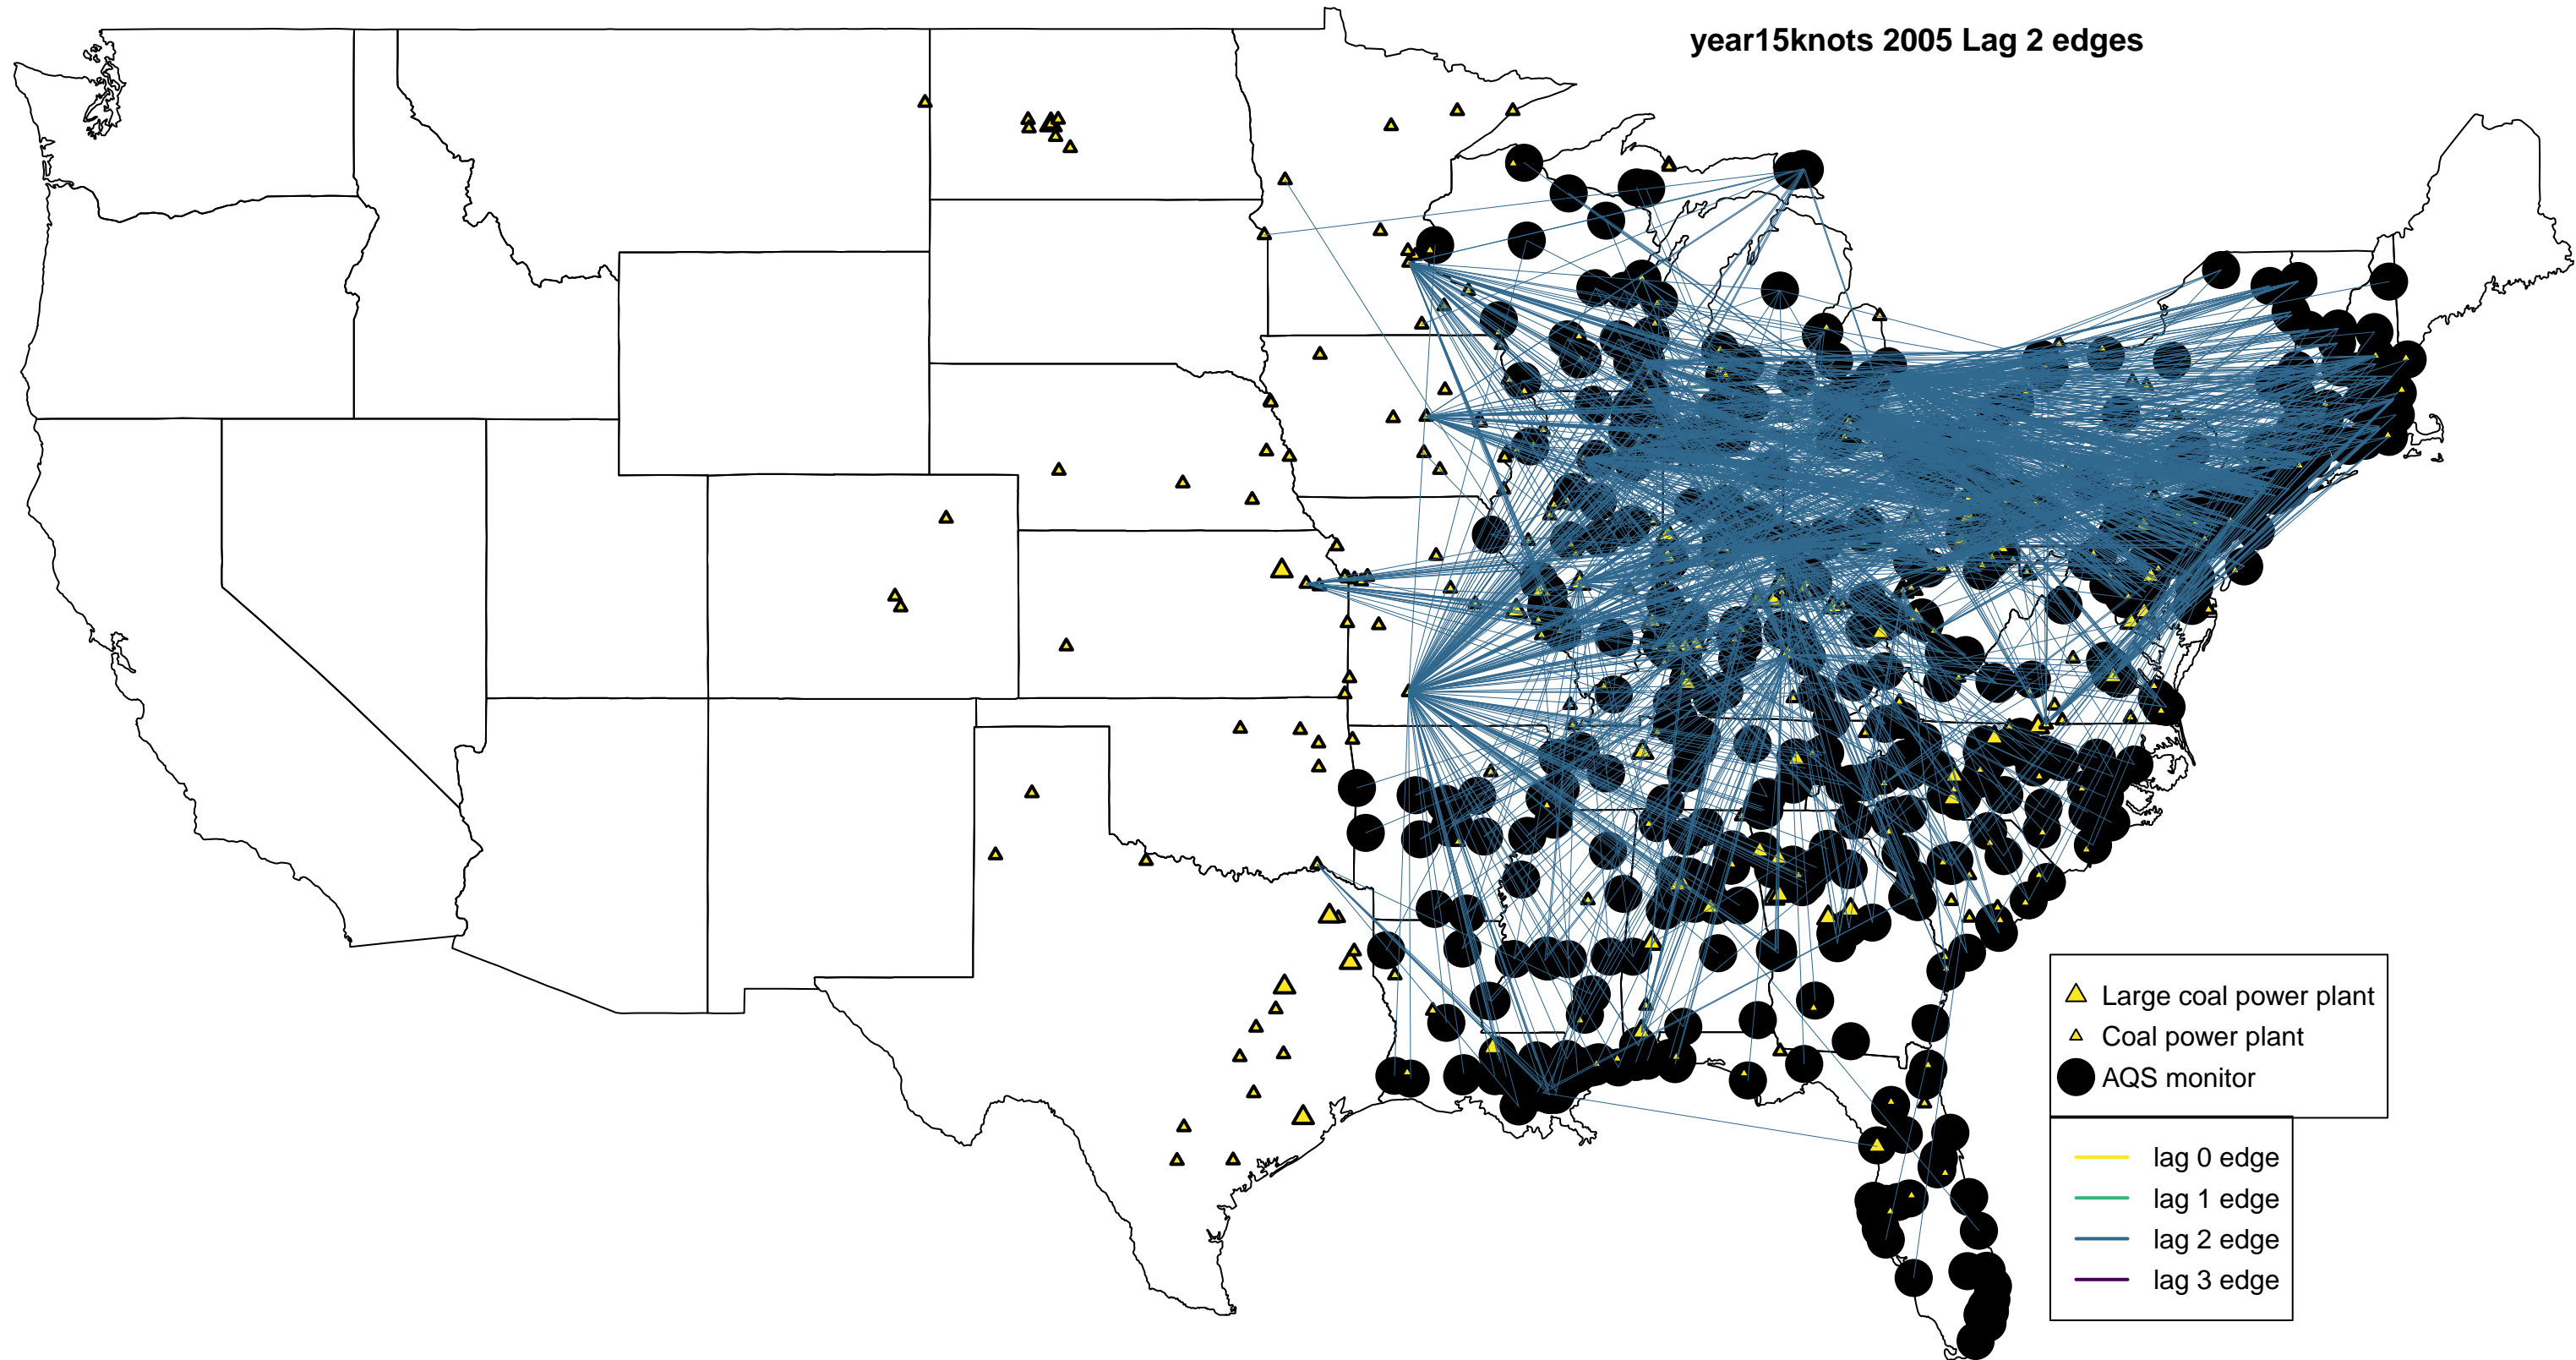 year15knots 2005 Lag 2 edges
Large coal power plant
Coal power plant
AQS monitor
lag 0 edge
lag 1 edge
lag 2 edge
lag 3 edge